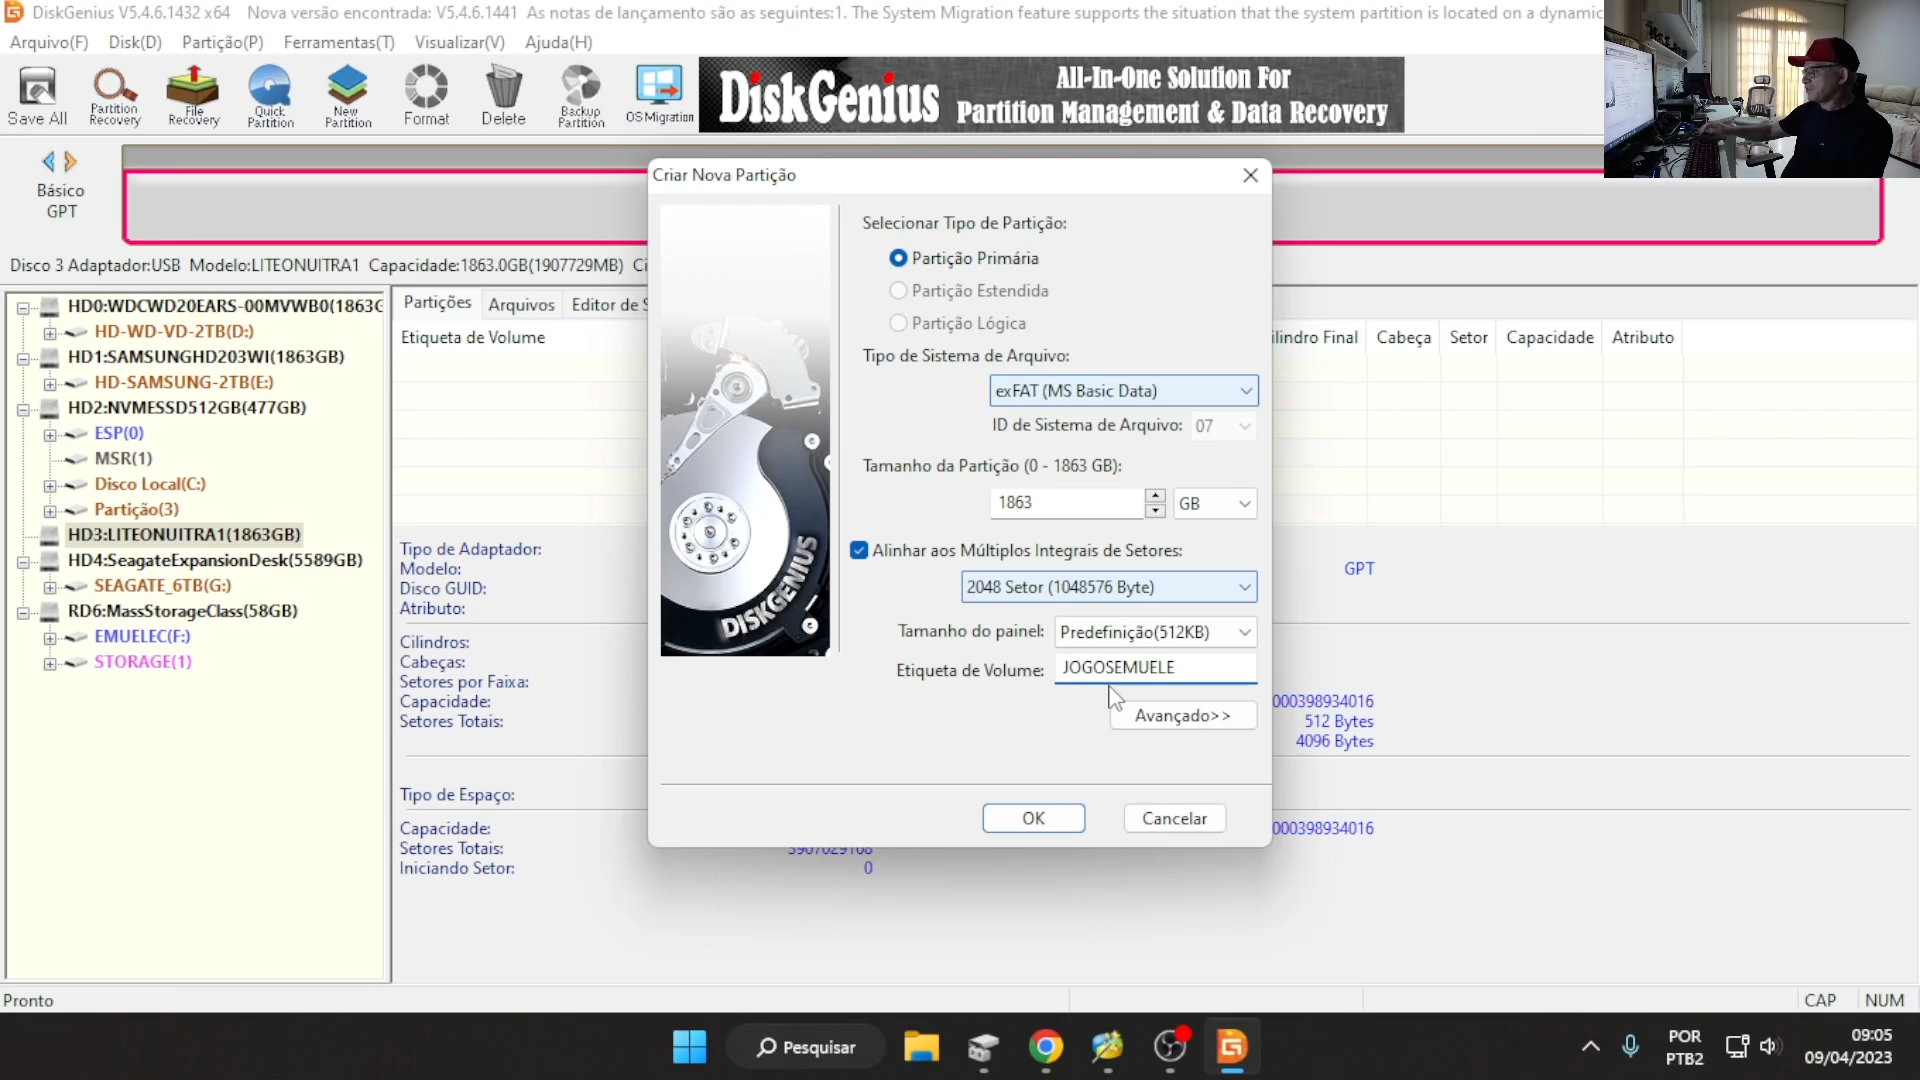 DiskGenius V5.4.6.1432 x64 Nova versão encontrada: V5.4.6.1441 As notas de lançamento são as seguintes:1. The System Migration feature supports the situation that the system partition is located on a dynamic
Arquivo(F) Disk(D) Partição(P) Ferramentas(T) Visualizar(V) Ajuda(H)
Save All
Partition Recovery
File Recovery
Quick Partition
New Partition
Format
Delete
Backup Partition
OS Migration
DiskGenius
All-In-One Solution For
Partition Management & Data Recovery
Básico
GPT
Disco 3 Adaptador:USB Modelo:LITEONUITRA1 Capacidade:1863.0GB(1907729MB) Ci
HD0:WDCWD20EARS-00MVWB0(1863G
HD-WD-VD-2TB(D:)
HD1:SAMSUNGHD203WI(1863GB)
HD-SAMSUNG-2TB(E:)
HD2:NVMESSD512GB(477GB)
ESP(0)
MSR(1)
Disco Local(C:)
Partição(3)
HD3:LITEONUITRA1(1863GB)
HD4:SeagateExpansionDesk(5589GB)
SEAGATE_6TB(G:)
RD6:MassStorageClass(58GB)
EMUELEC(F:)
STORAGE(1)
Partições Arquivos Editor de S
Etiqueta de Volume
ilindro Final Cabeça Setor Capacidade Atributo
Tipo de Adaptador:
Modelo: GPT
Disco GUID:
Atributo:
Cilindros:
Cabeças:
Setores por Faixa:
Capacidade: 000398934016
Setores Totais: 512 Bytes
4096 Bytes
Tipo de Espaço:
Capacidade: 000398934016
Setores Totais: 3907029168
Iniciando Setor: 0
Criar Nova Partição
DISKGENIUS
Selecionar Tipo de Partição:
Partição Primária
Partição Estendida
Partição Lógica
Tipo de Sistema de Arquivo:
exFAT (MS Basic Data)
ID de Sistema de Arquivo: 07
Tamanho da Partição (0 - 1863 GB):
1863 GB
Alinhar aos Múltiplos Integrais de Setores:
2048 Setor (1048576 Byte)
Tamanho do painel: Predefinição(512KB)
Etiqueta de Volume: JOGOSEMUELE
Avançado>>
OK Cancelar
Pronto CAP NUM
Pesquisar
POR
PTB2
09:05
09/04/2023